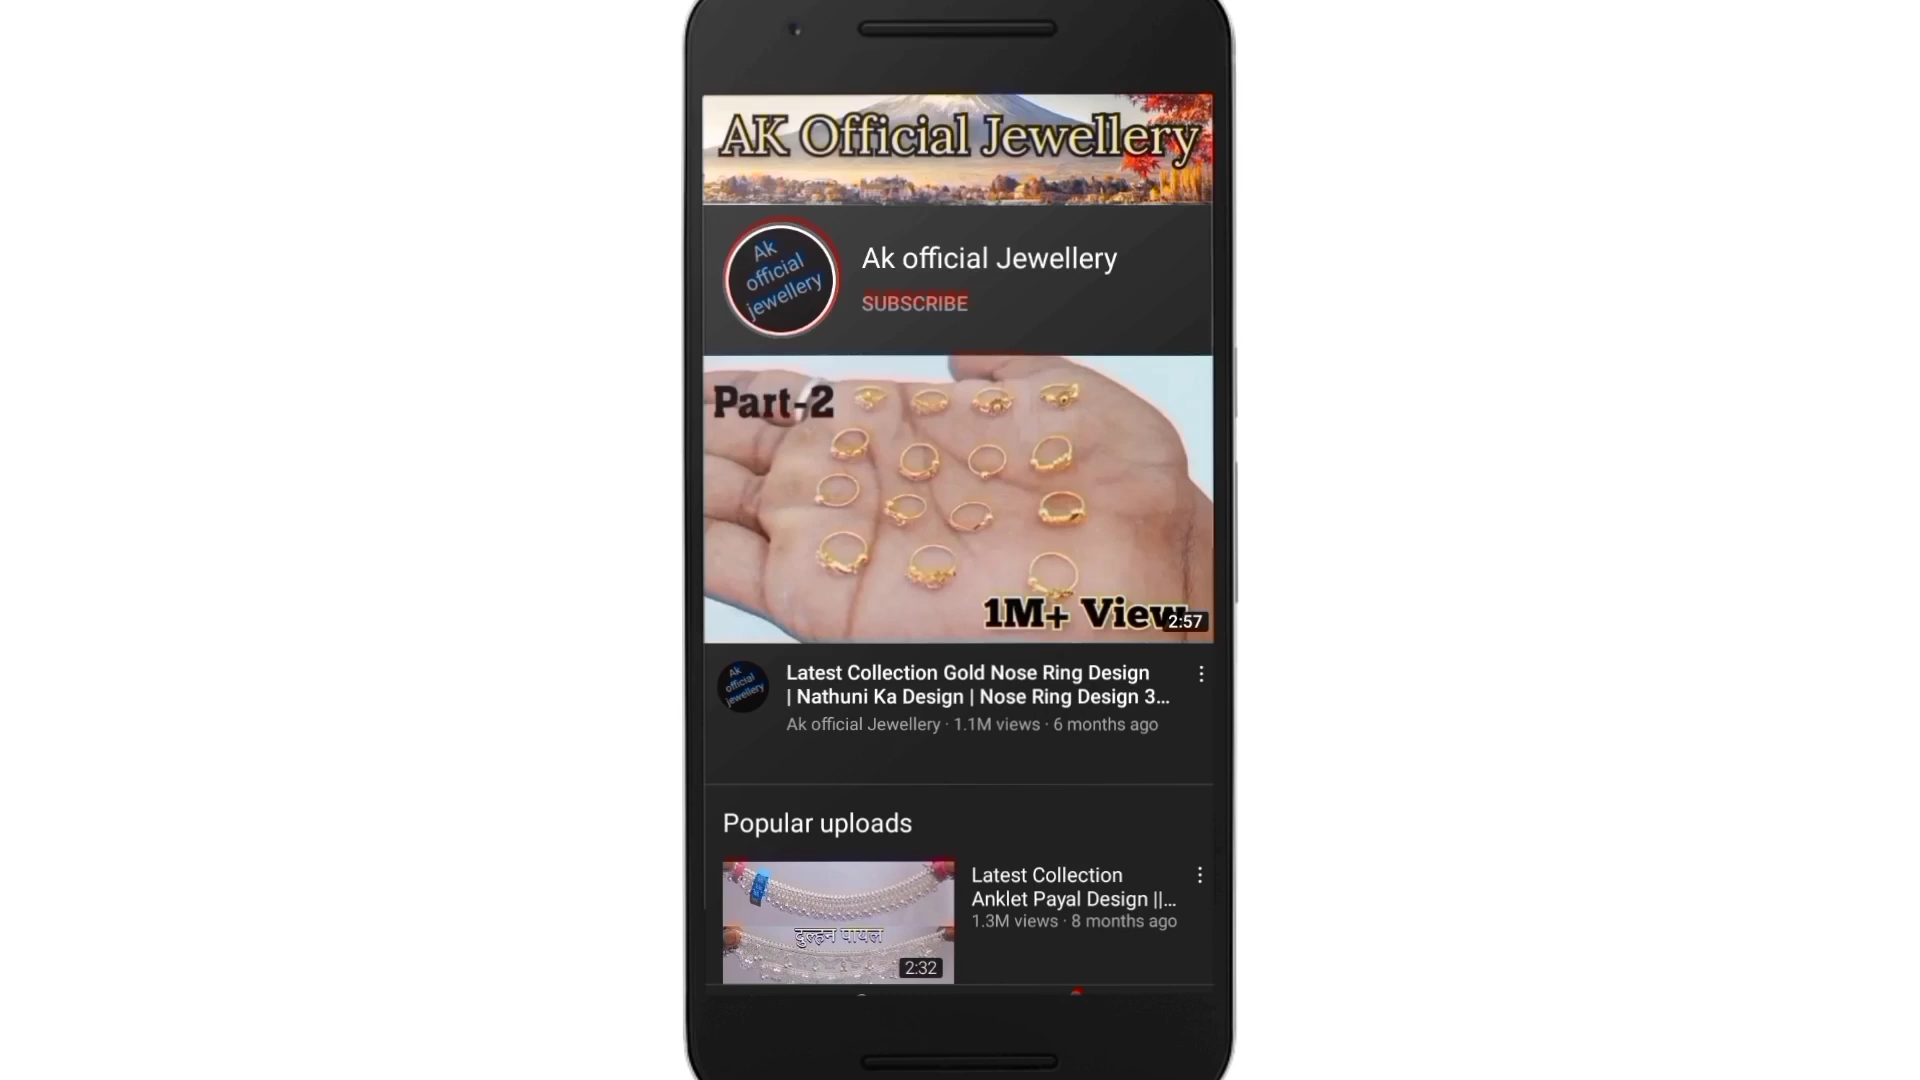 AK Official Jewellery
Ak
official
jewellery
Ak official Jewellery
SUBSCRIBE
Part-2
1M+ View
2:57
Ak
official
jewellery
Latest Collection Gold Nose Ring Design
| Nathuni Ka Design | Nose Ring Design 3...
Ak official Jewellery · 1.1M views · 6 months ago
Popular uploads
दुल्हन पायल
2:32
Latest Collection
Anklet Payal Design ||...
1.3M views · 8 months ago